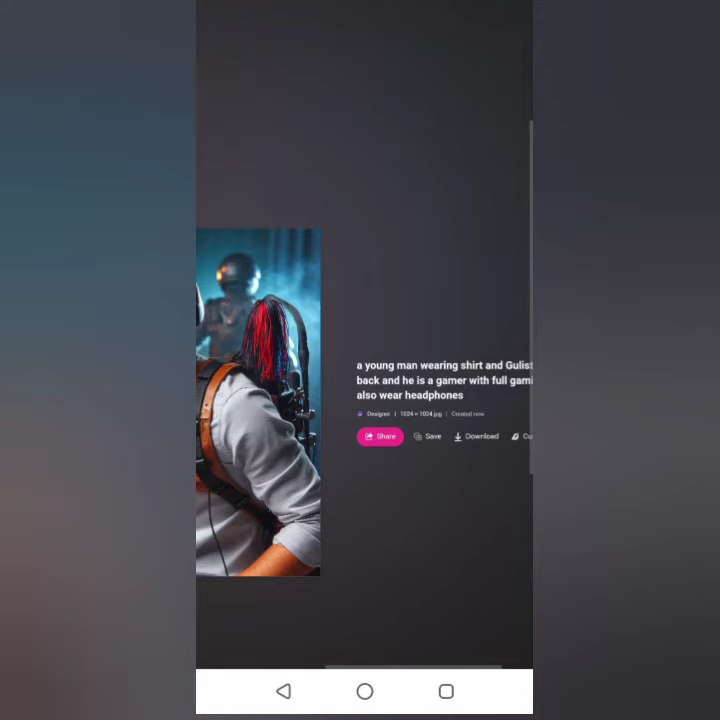 a young man wearing shirt and Gulist
back and he is a gamer with full gami
also wear headphones
Designer | 1024 × 1024 jpg | Created now
Share Save Download Cu